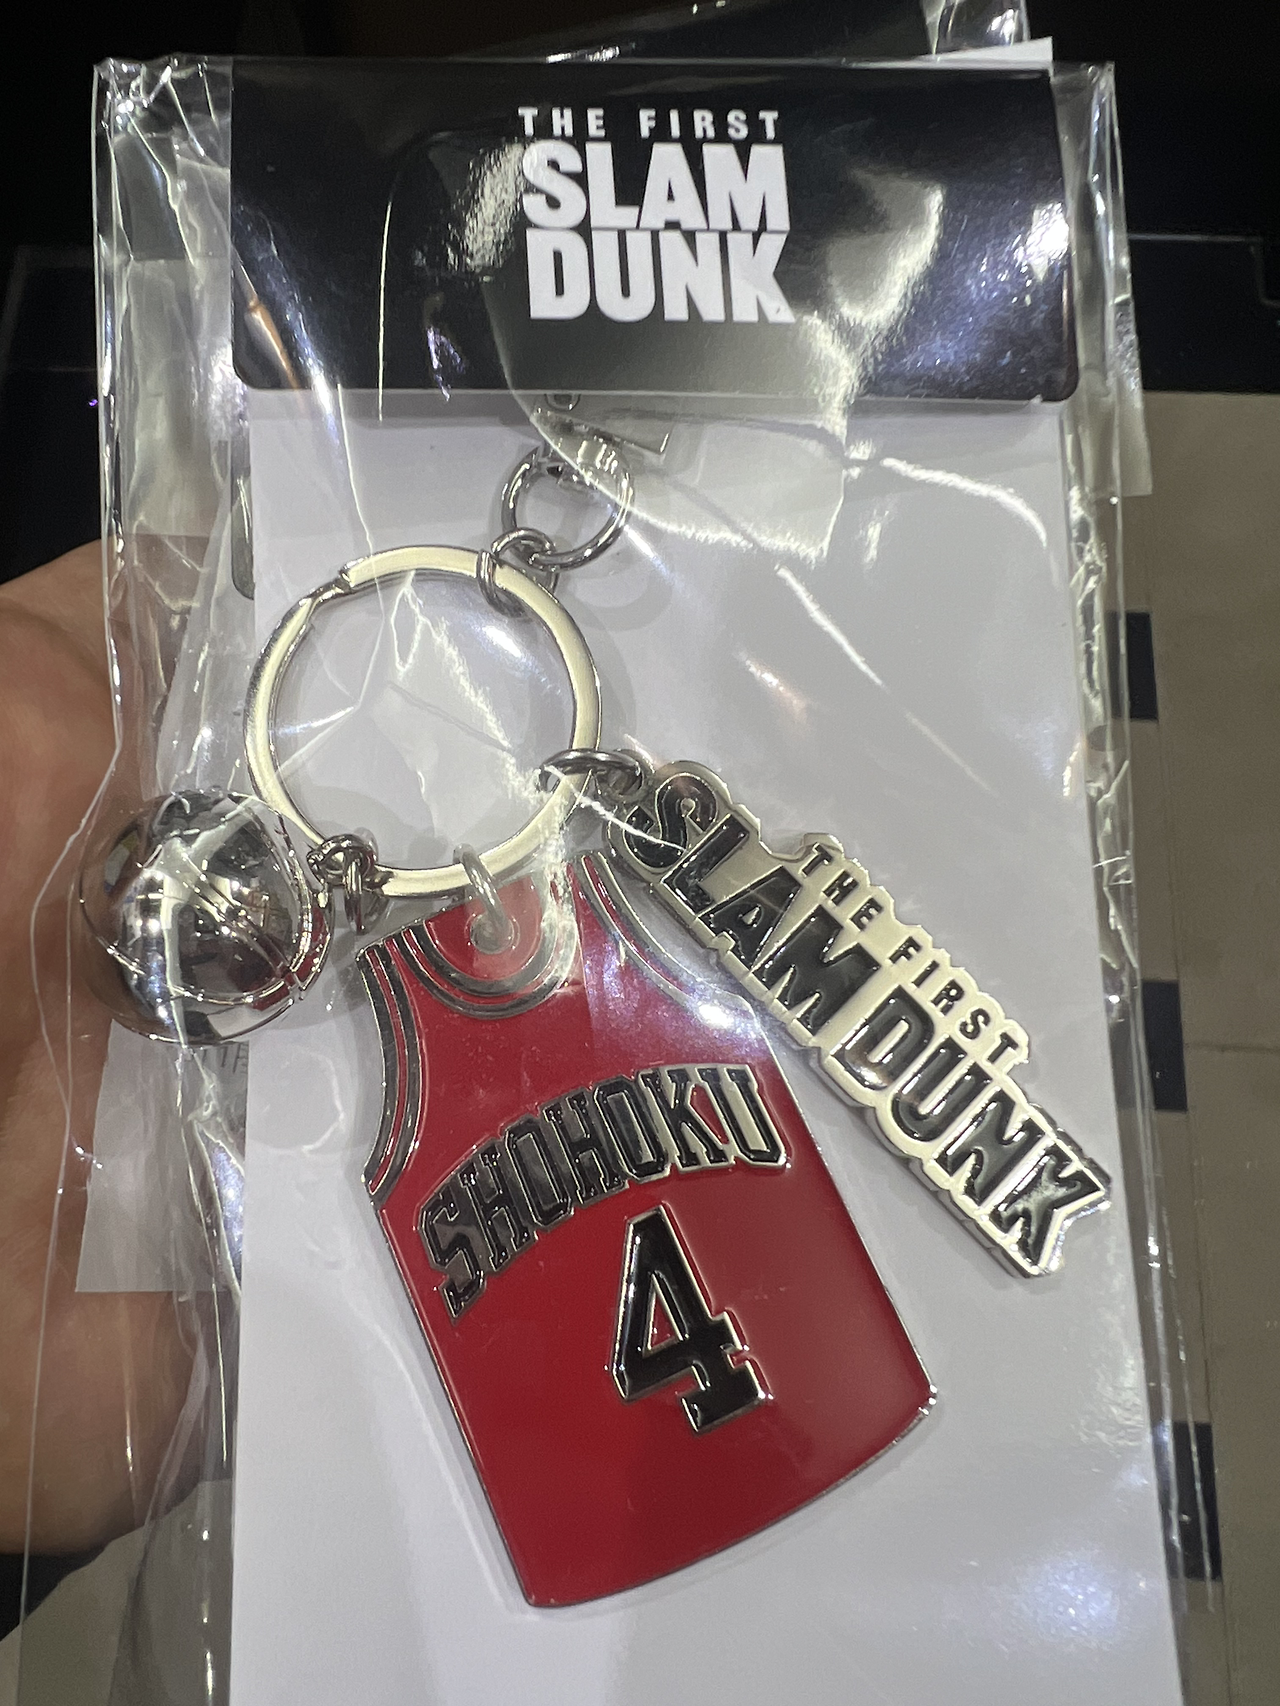 THE FIRST
SLAM
DUNK
THE FIRST
SLAM DUNK
SHOHOKU
4